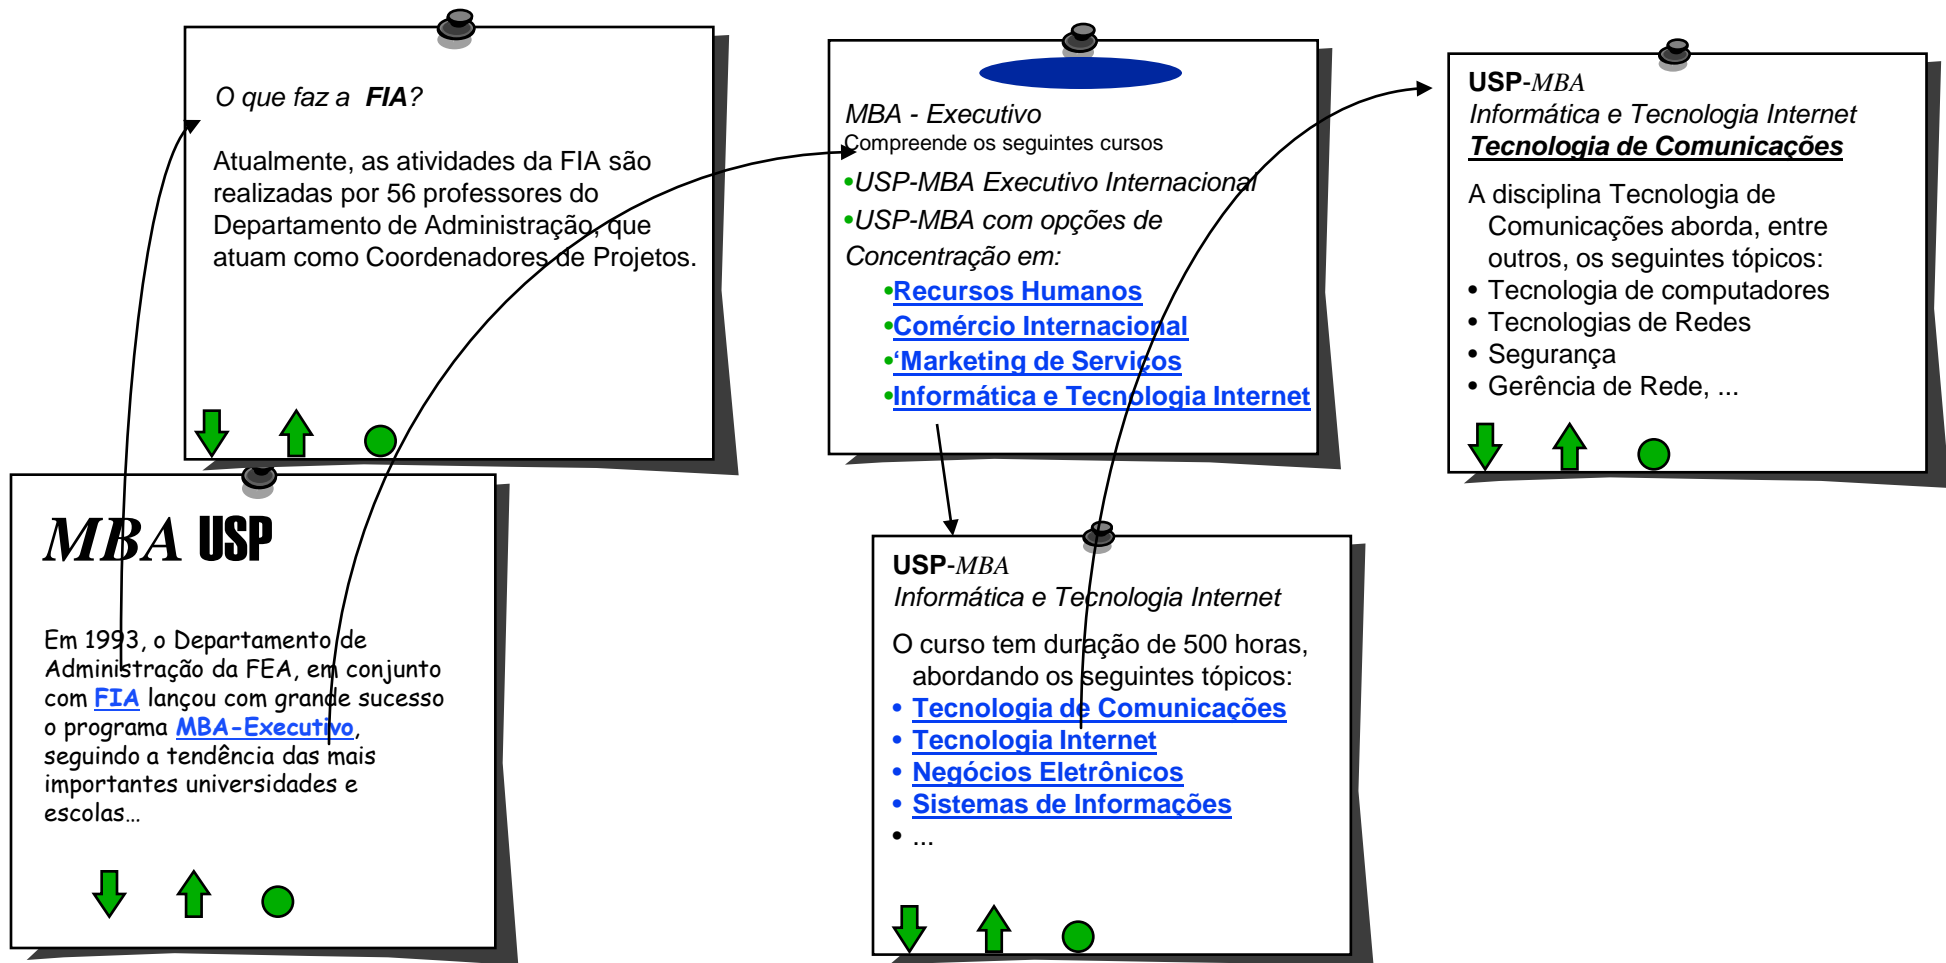 O que faz a FIA?
Atualmente, as atividades da FIA são
realizadas por 56 professores do
Departamento de Administração, que
atuam como Coordenadores de Projetos.
MBA USP
Em 1993, o Departamento de
Administração da FEA, em conjunto
com FIA lançou com grande sucesso
o programa MBA-Executivo,
seguindo a tendência das mais
importantes universidades e
escolas...
MBA - Executivo
Compreende os seguintes cursos
•USP-MBA Executivo Internacional
•USP-MBA com opções de
Concentração em:
•Recursos Humanos
•Comércio Internacional
•‘Marketing de Serviços
•Informática e Tecnologia Internet
USP-MBA
Informática e Tecnologia Internet
O curso tem duração de 500 horas,
abordando os seguintes tópicos:
• Tecnologia de Comunicações
• Tecnologia Internet
• Negócios Eletrônicos
• Sistemas de Informações
• ...
USP-MBA
Informática e Tecnologia Internet
Tecnologia de Comunicações
A disciplina Tecnologia de
Comunicações aborda, entre
outros, os seguintes tópicos:
• Tecnologia de computadores
• Tecnologias de Redes
• Segurança
• Gerência de Rede, ...